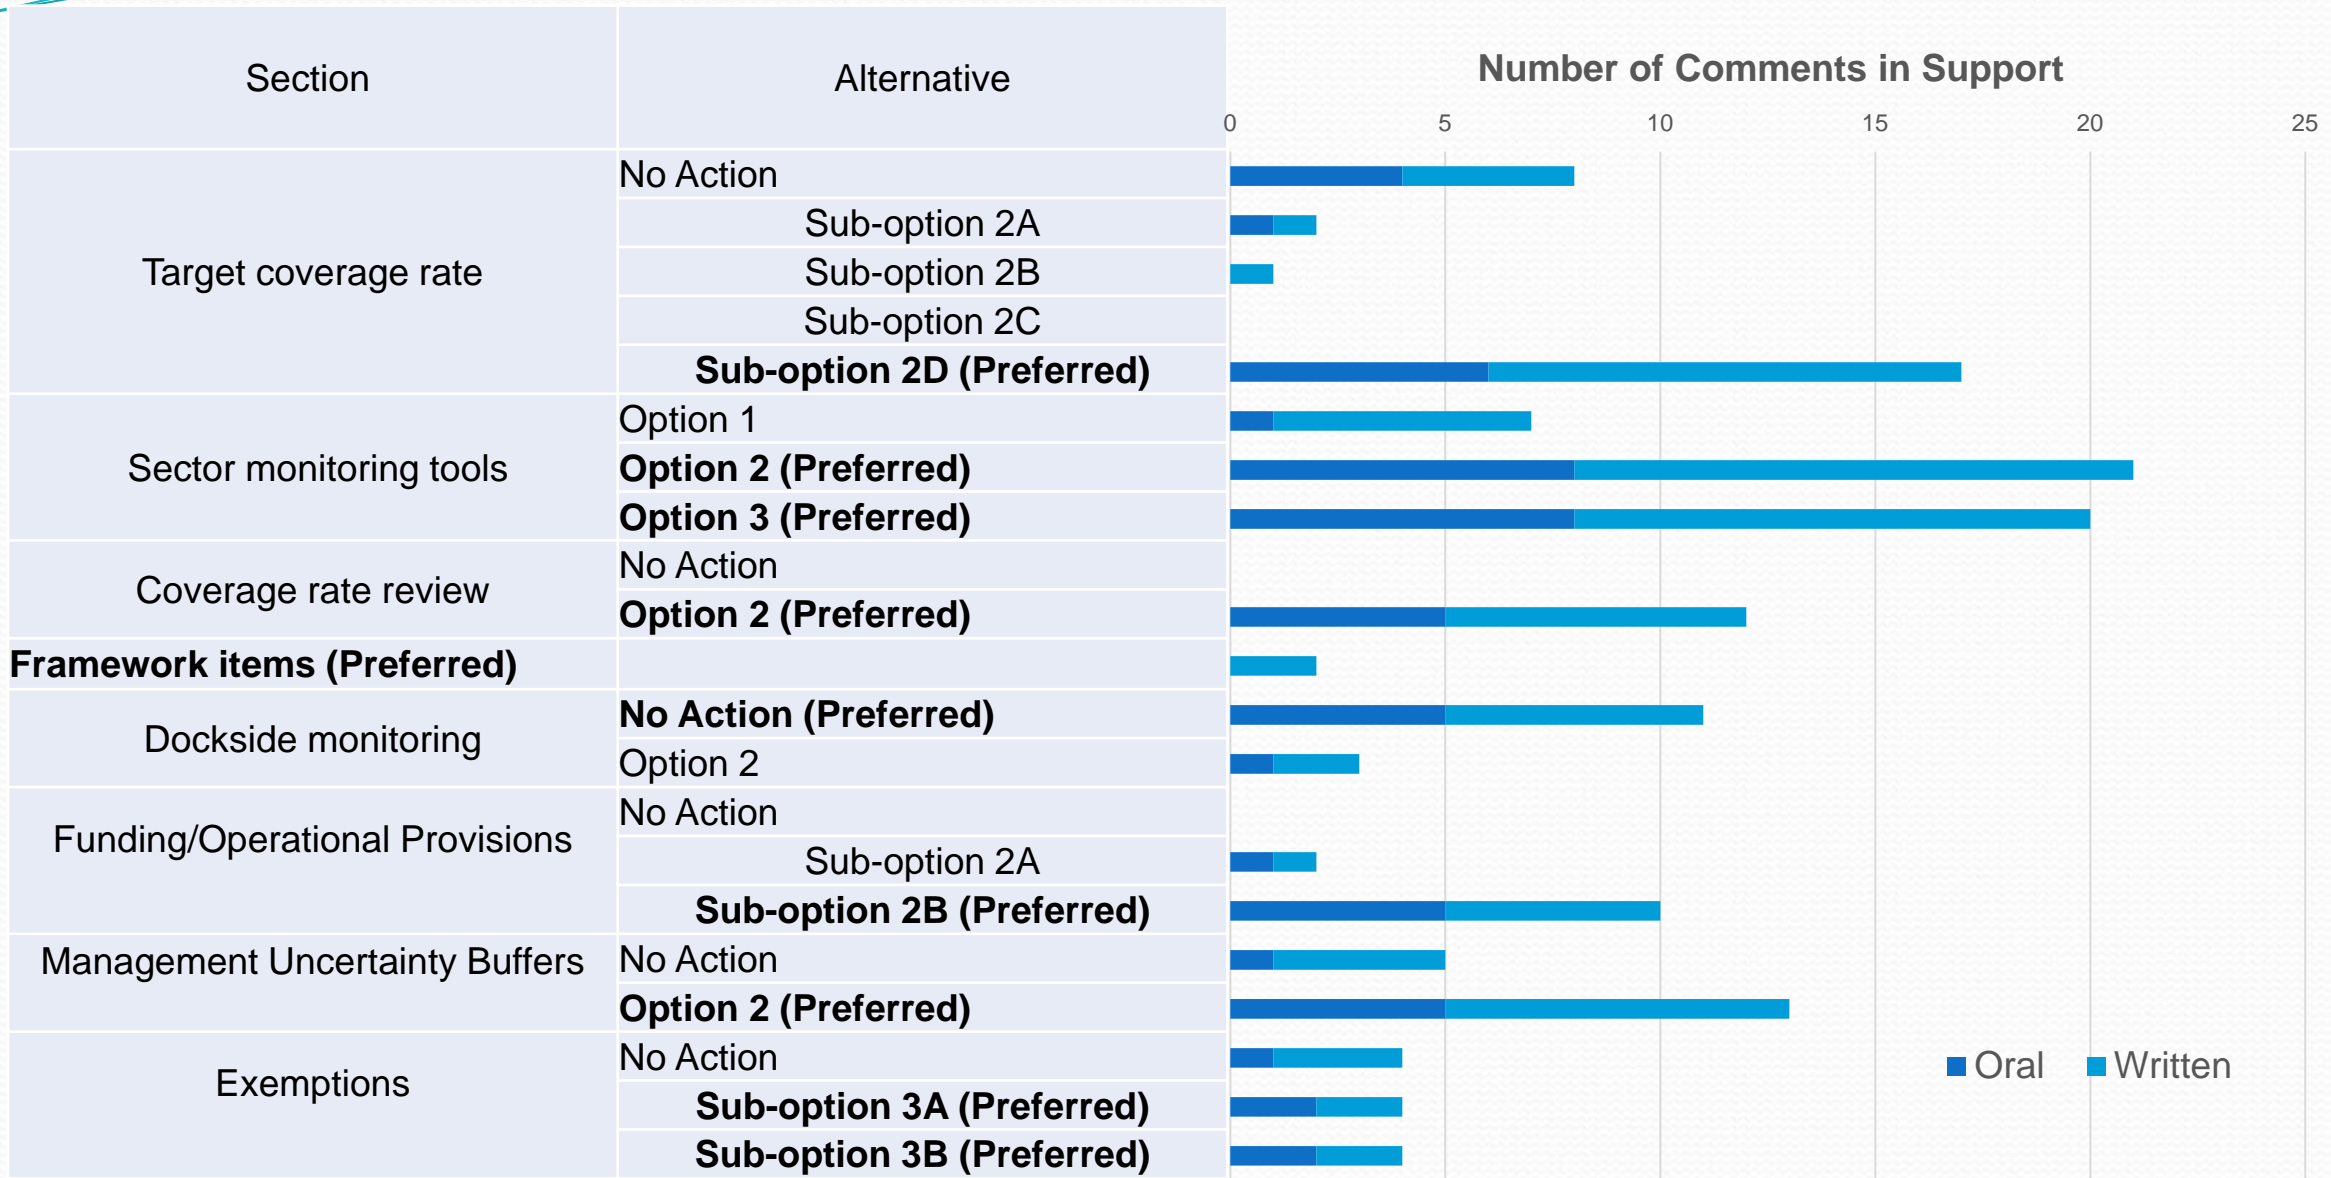 Section
Alternative
Number of Comments in Support
0 5 10 15 20 25
Target coverage rate
No Action
Sub-option 2A
Sub-option 2B
Sub-option 2C
Sub-option 2D (Preferred)
Sector monitoring tools
Option 1
Option 2 (Preferred)
Option 3 (Preferred)
Coverage rate review
No Action
Option 2 (Preferred)
Framework items (Preferred)
Dockside monitoring
No Action (Preferred)
Option 2
Funding/Operational Provisions
No Action
Sub-option 2A
Sub-option 2B (Preferred)
Management Uncertainty Buffers
No Action
Option 2 (Preferred)
Exemptions
No Action
Sub-option 3A (Preferred)
Sub-option 3B (Preferred)
Oral Written